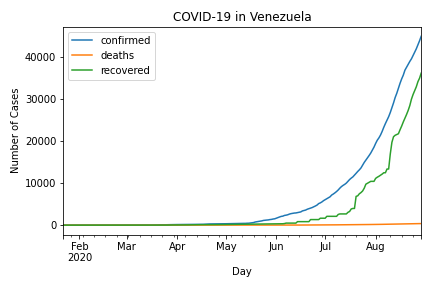 COVID-19 in Venezuela
confirmed
deaths
recovered
Number of Cases
40000
30000
20000
10000
0
Feb Mar Apr May Jun Jul Aug
2020
Day